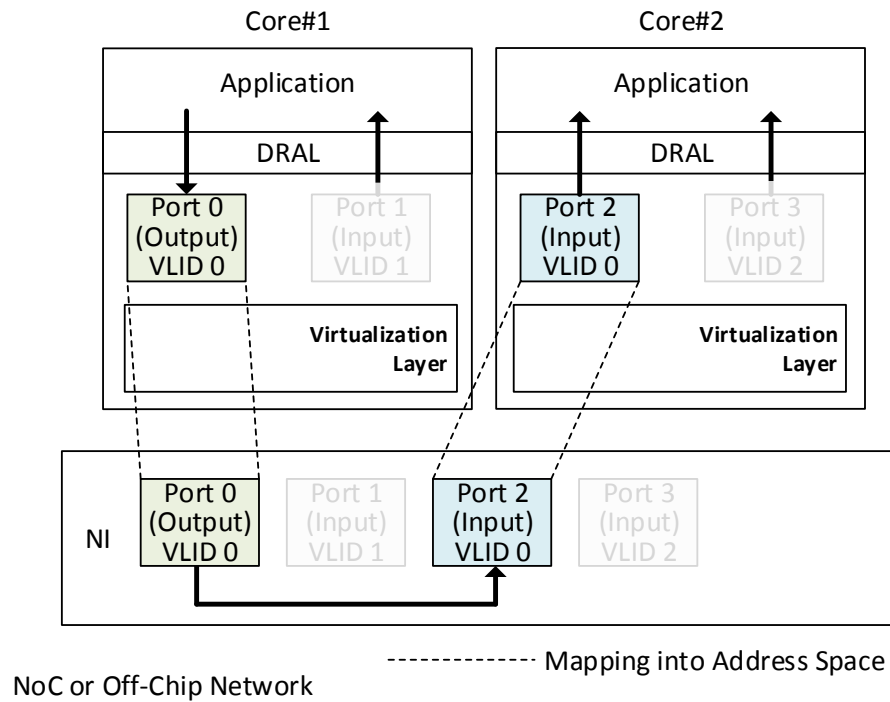 Core#1
Core#2
Application
Application
DRAL
DRAL
Port 0
(Output)
VLID 0
Port 1
(Input)
VLID 1
Port 2
(Input)
VLID 0
Port 3
(Input)
VLID 2
Virtualization
Layer
Virtualization
Layer
NI
Port 0
(Output)
VLID 0
Port 1
(Input)
VLID 1
Port 2
(Input)
VLID 0
Port 3
(Input)
VLID 2
Mapping into Address Space
NoC or Off-Chip Network